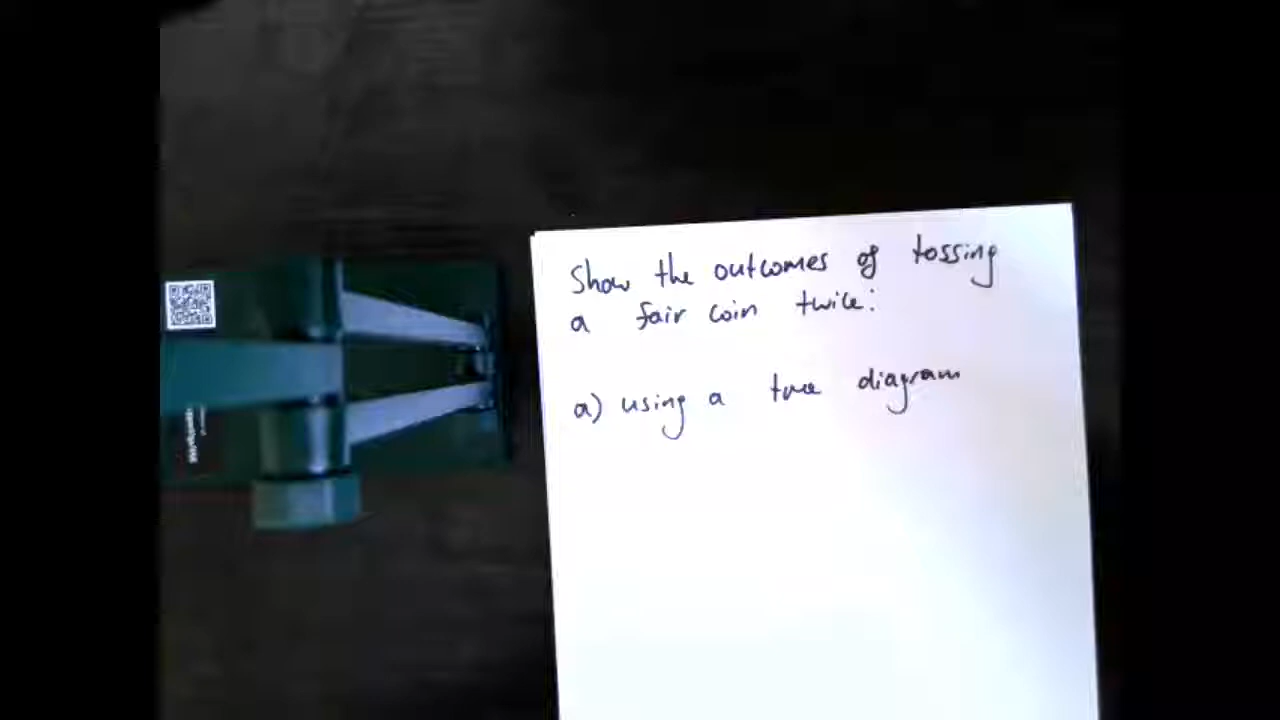 Show the outcomes of tossing
a fair coin twice:
a) using a tree diagram